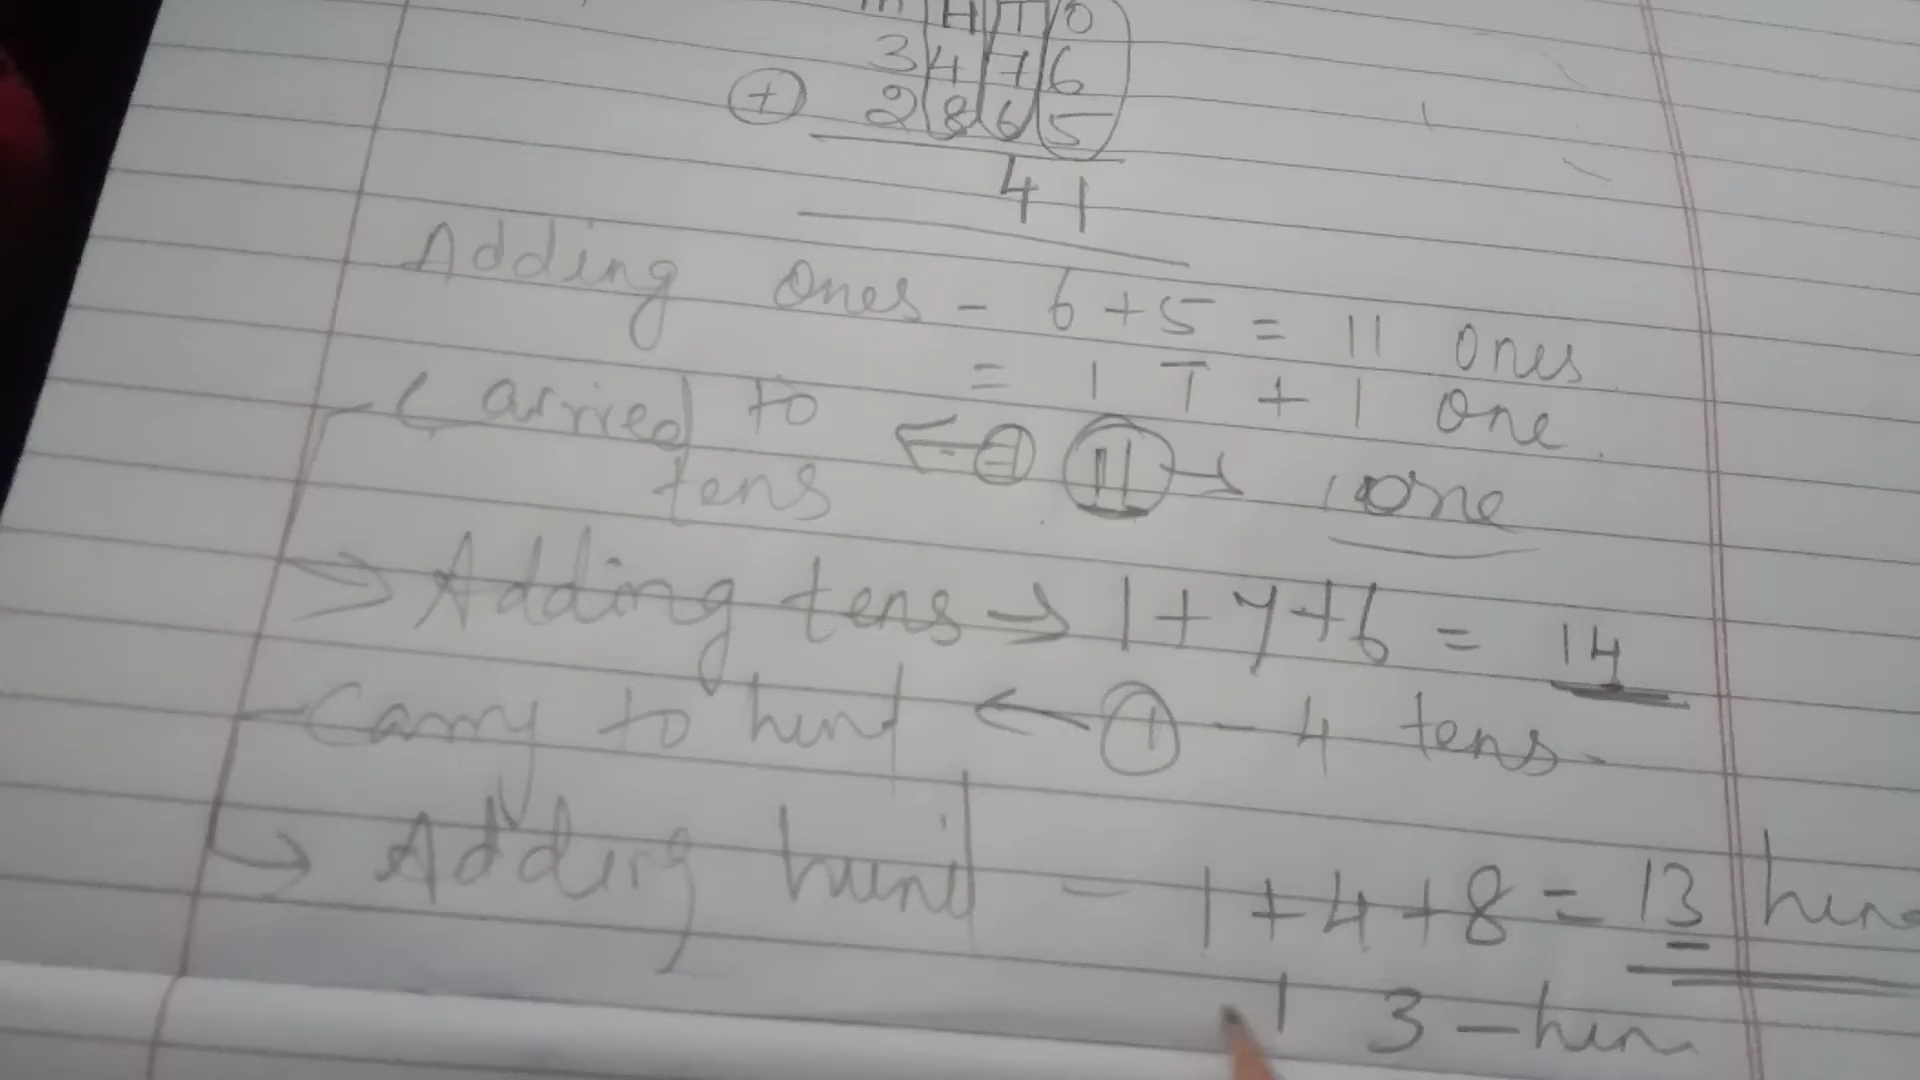 H T O
3 4 7 6
+ 2 8 6 5
4 1
Adding ones - 6+5 = 11 ones
= 1 T + 1 one.
Carried to ← 11 → 1 one
tens
→ Adding tens → 1+7+6 = 14
Carry to hund ← 1 - 4 tens.
→ Adding hund - 1+4+8 = 13 hun
1 3 - hun